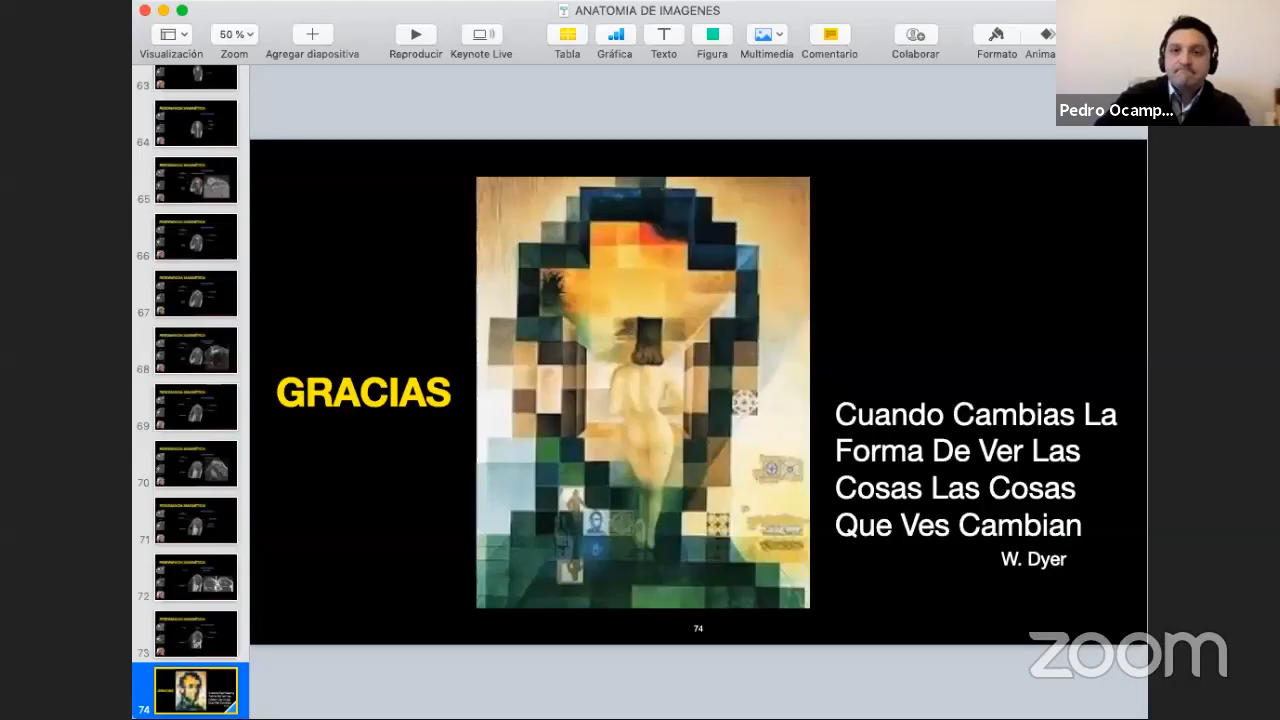 ANATOMIA DE IMAGENES
50 %
Visualización
Zoom
Agregar diapositiva
Reproducir
Keynote Live
Tabla
Gráfica
Texto
Figura
Multimedia
Comentario
Colaborar
Formato
Anima
Pedro Ocamp...
63
64
65
66
67
68
69
70
71
72
73
74
GRACIAS
Cuando Cambias La
Forma De Ver Las
Cosas Las Cosas
Que Ves Cambian
W. Dyer
74
zoom